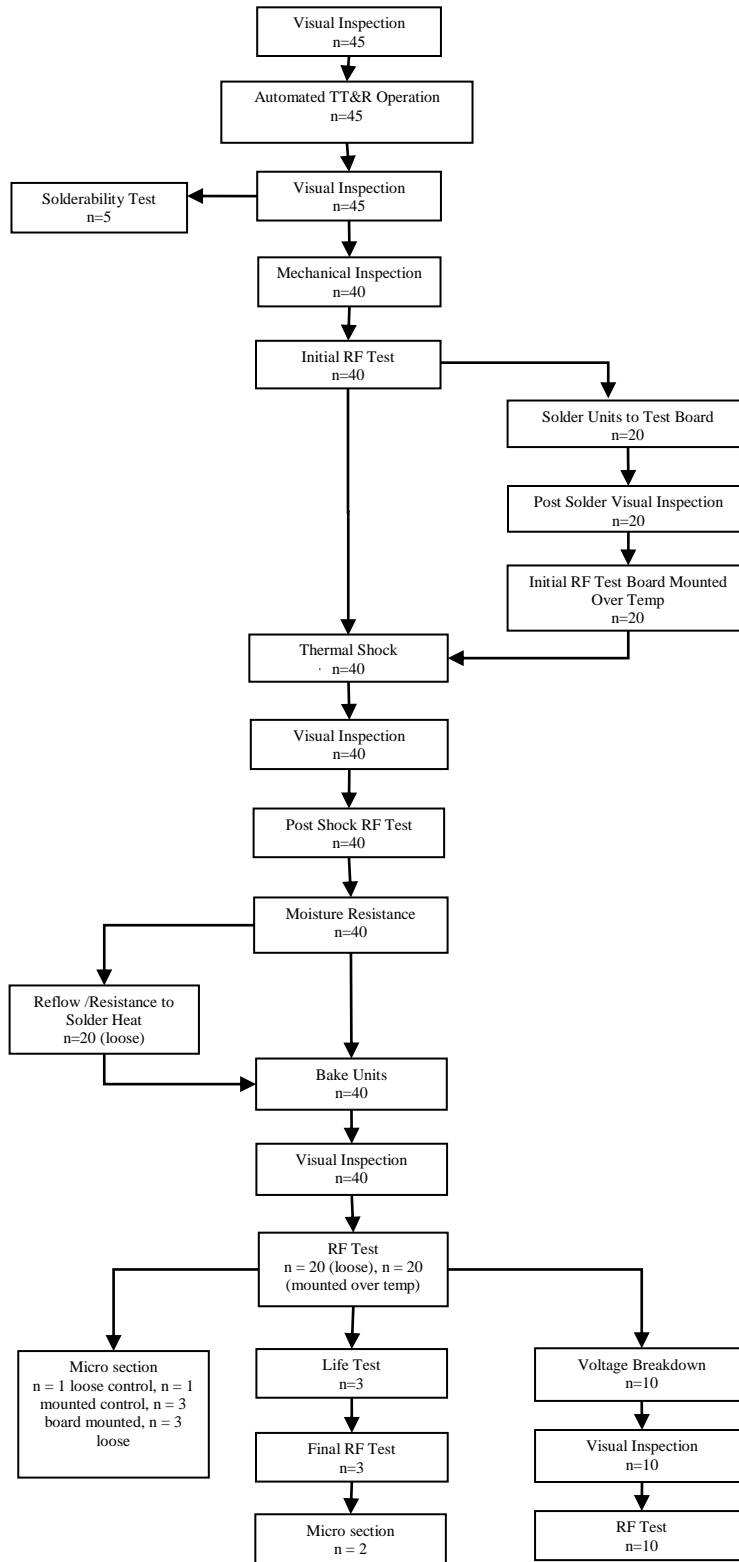 Visual Inspection
n=45
Automated TT&R Operation
n=45
Visual Inspection
n=45
Solderability Test
n=5
Mechanical Inspection
n=40
Initial RF Test
n=40
Solder Units to Test Board
n=20
Post Solder Visual Inspection
n=20
Initial RF Test Board Mounted
Over Temp
n=20
Thermal Shock
n=40
Visual Inspection
n=40
Post Shock RF Test
n=40
Moisture Resistance
n=40
Reflow /Resistance to
Solder Heat
n=20 (loose)
Bake Units
n=40
Visual Inspection
n=40
RF Test
n = 20 (loose), n = 20
(mounted over temp)
Micro section
n = 1 loose control, n = 1
mounted control, n = 3
board mounted, n = 3
loose
Life Test
n=3
Final RF Test
n=3
Micro section
n = 2
Voltage Breakdown
n=10
Visual Inspection
n=10
RF Test
n=10